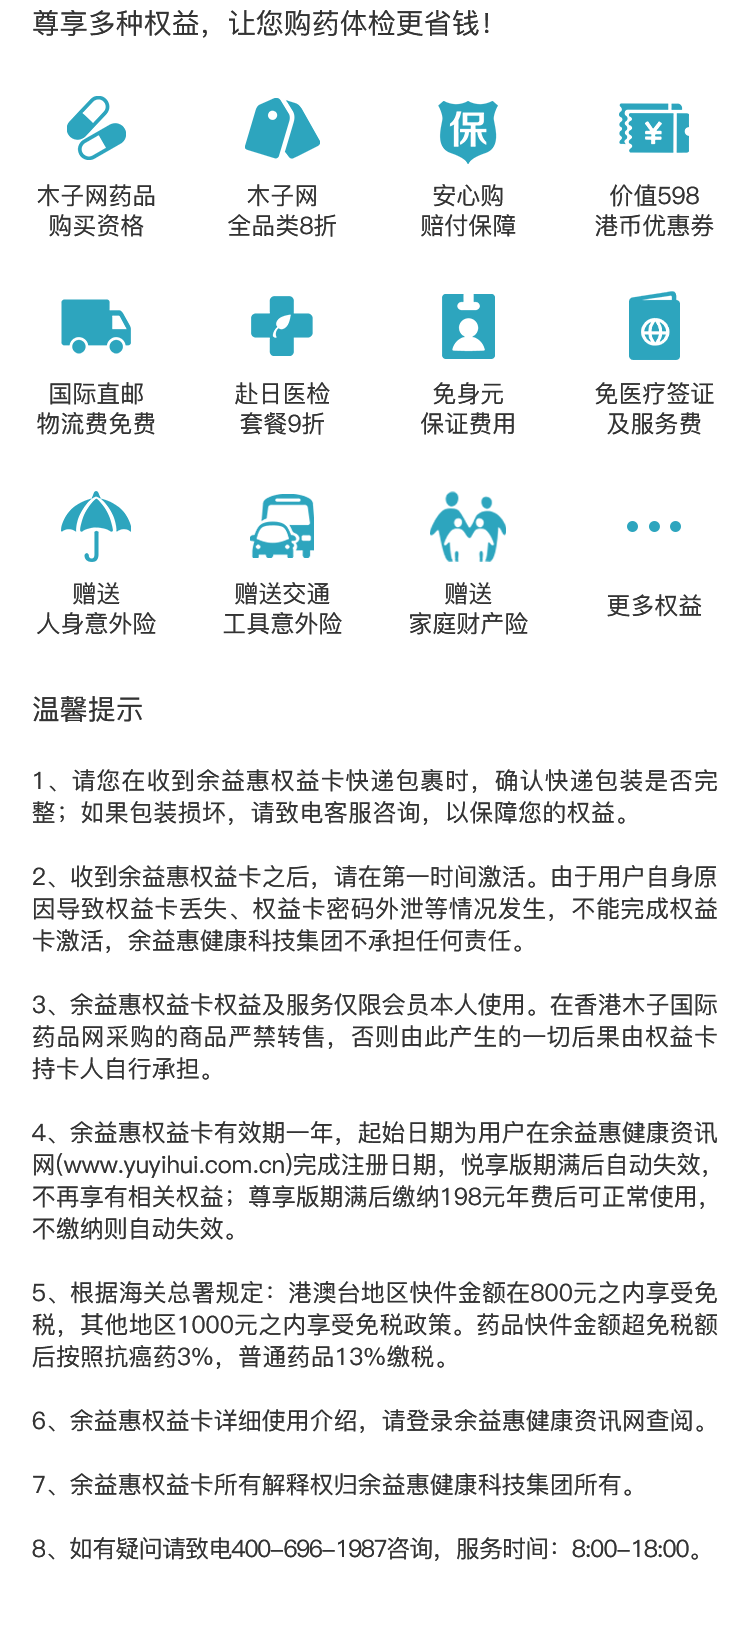 尊享多种权益，让您购药体检更省钱！
木子网药品
购买资格
木子网
全品类8折
保
安心购
赔付保障
¥
价值598
港币优惠券
国际直邮
物流费免费
赴日医检
套餐9折
免身元
保证费用
免医疗签证
及服务费
赠送
人身意外险
赠送交通
工具意外险
赠送
家庭财产险
更多权益
温馨提示
1、请您在收到余益惠权益卡快递包裹时，确认快递包装是否完
整；如果包装损坏，请致电客服咨询，以保障您的权益。
2、收到余益惠权益卡之后，请在第一时间激活。由于用户自身原
因导致权益卡丢失、权益卡密码外泄等情况发生，不能完成权益
卡激活，余益惠健康科技集团不承担任何责任。
3、余益惠权益卡权益及服务仅限会员本人使用。在香港木子国际
药品网采购的商品严禁转售，否则由此产生的一切后果由权益卡
持卡人自行承担。
4、余益惠权益卡有效期一年，起始日期为用户在余益惠健康资讯
网(www.yuyihui.com.cn)完成注册日期，悦享版期满后自动失效，
不再享有相关权益；尊享版期满后缴纳198元年费后可正常使用，
不缴纳则自动失效。
5、根据海关总署规定：港澳台地区快件金额在800元之内享受免
税，其他地区1000元之内享受免税政策。药品快件金额超免税额
后按照抗癌药3%，普通药品13%缴税。
6、余益惠权益卡详细使用介绍，请登录余益惠健康资讯网查阅。
7、余益惠权益卡所有解释权归余益惠健康科技集团所有。
8、如有疑问请致电400-696-1987咨询，服务时间：8:00-18:00。